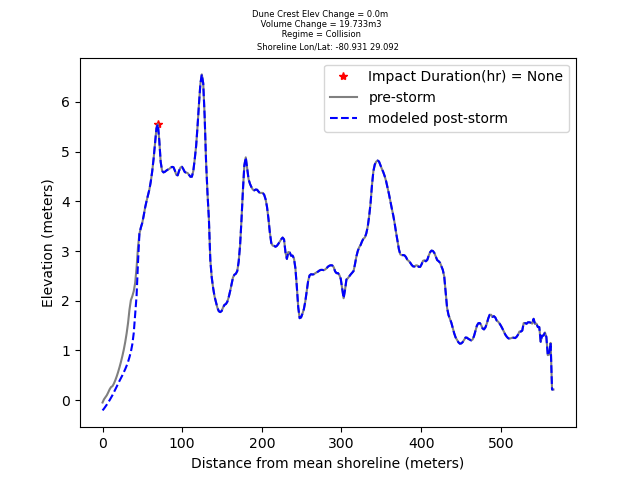 Dune Crest Elev Change = 0.0m
Volume Change = 19.733m3
Regime = Collision
Shoreline Lon/Lat: -80.931 29.092
Impact Duration(hr) = None
pre-storm
modeled post-storm
Elevation (meters)
6
5
4
3
2
1
0
0 100 200 300 400 500
Distance from mean shoreline (meters)